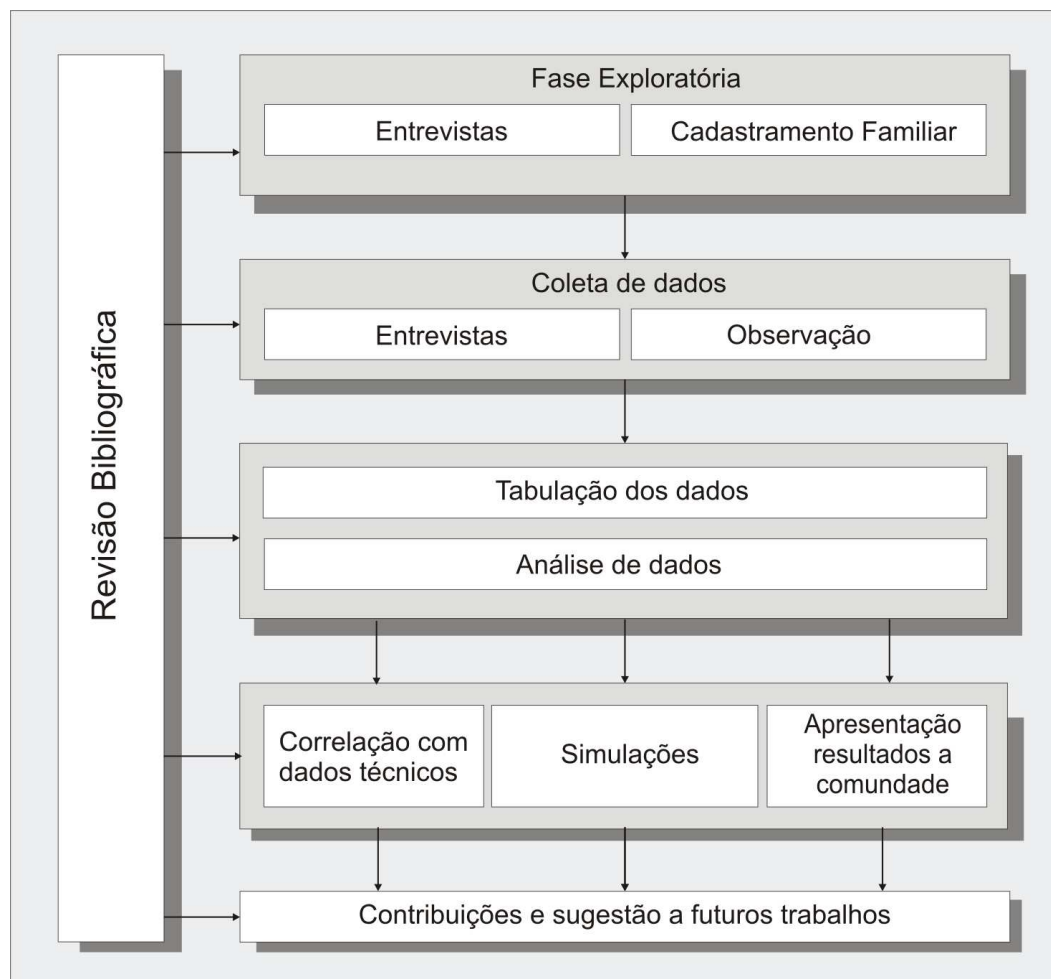 Revisão Bibliográfica
Fase Exploratória
Entrevistas
Cadastramento Familiar
Coleta de dados
Entrevistas
Observação
Tabulação dos dados
Análise de dados
Correlação com
dados técnicos
Simulações
Apresentação
resultados a
comundade
Contribuições e sugestão a futuros trabalhos